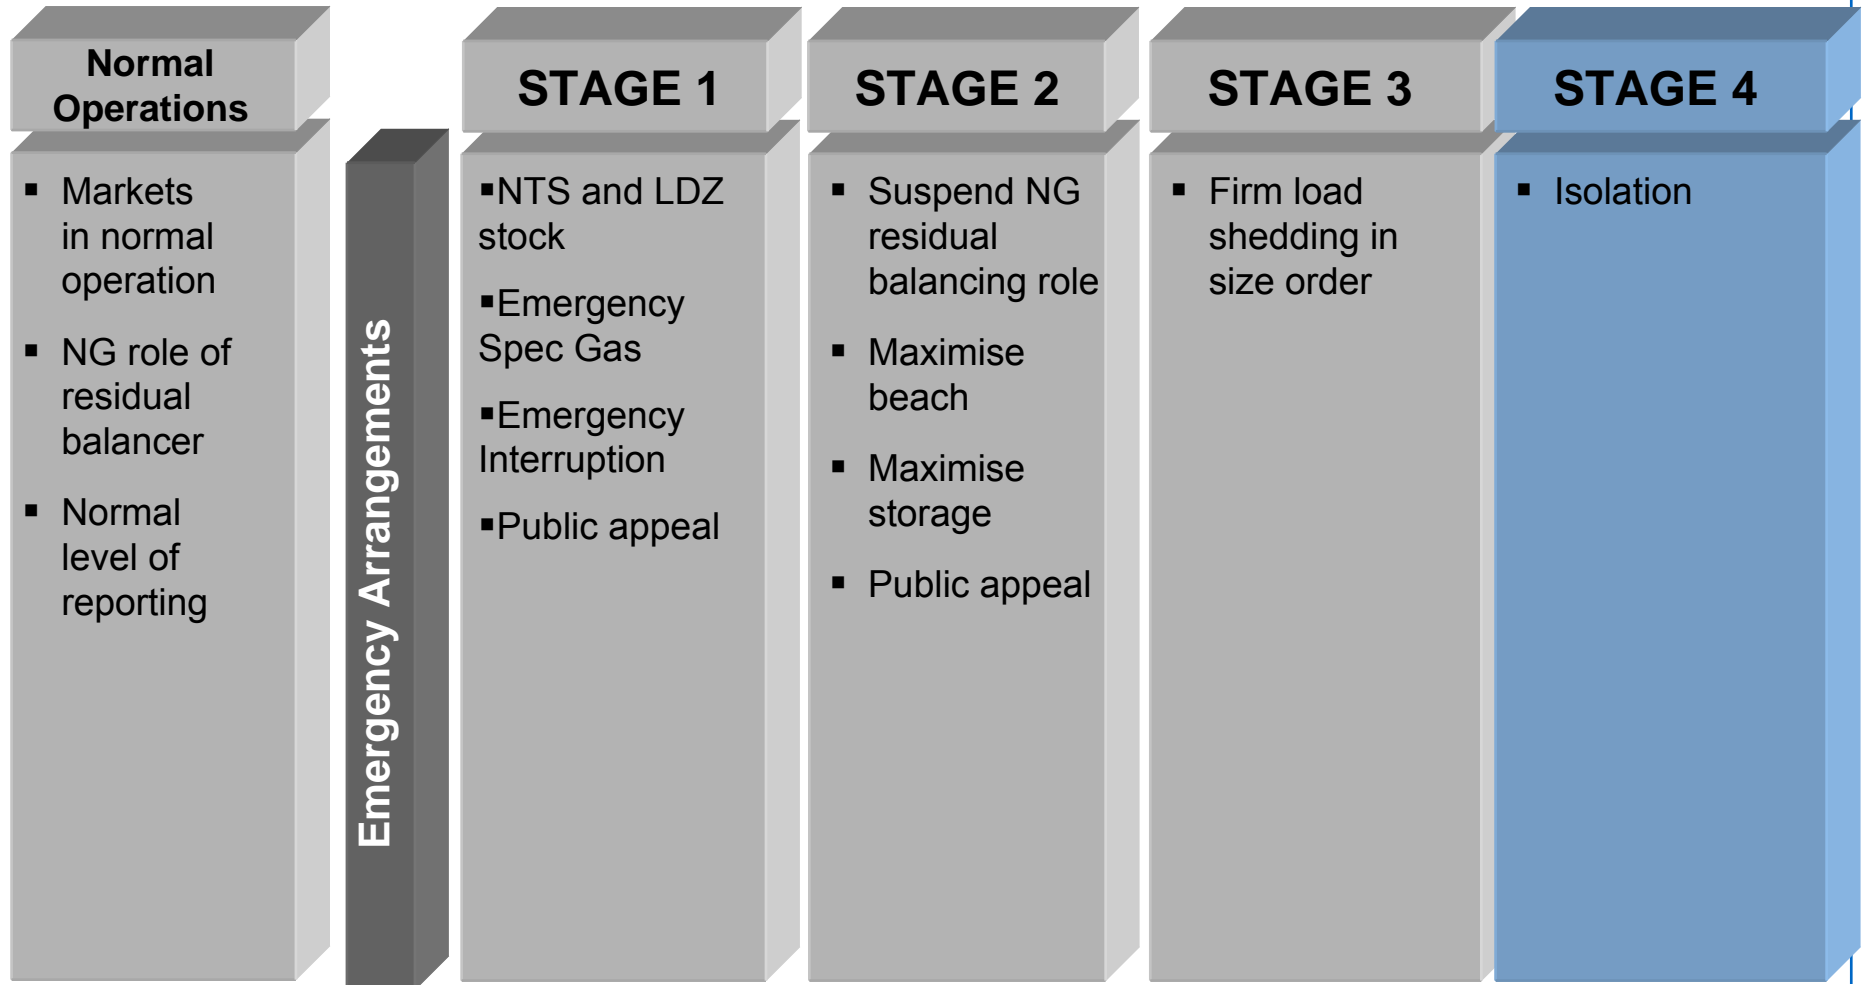 Normal
Operations
▪ Markets
in normal
operation
▪ NG role of
residual
balancer
▪ Normal
level of
reporting
Emergency Arrangements
STAGE 1
▪NTS and LDZ
stock
▪Emergency
Spec Gas
▪Emergency
Interruption
▪Public appeal
STAGE 2
▪ Suspend NG
residual
balancing role
▪ Maximise
beach
▪ Maximise
storage
▪ Public appeal
STAGE 3
▪ Firm load
shedding in
size order
STAGE 4
▪ Isolation